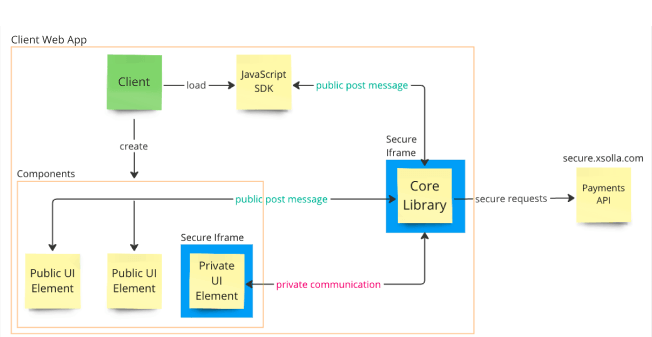 Client Web App
Client
load
JavaScript
SDK
public post message
create
Secure
Iframe
secure.xsolla.com
Components
Core
Library
secure requests
Payments
API
public post message
Secure Iframe
Public UI
Element
Public UI
Element
Private
UI
Element
private communication